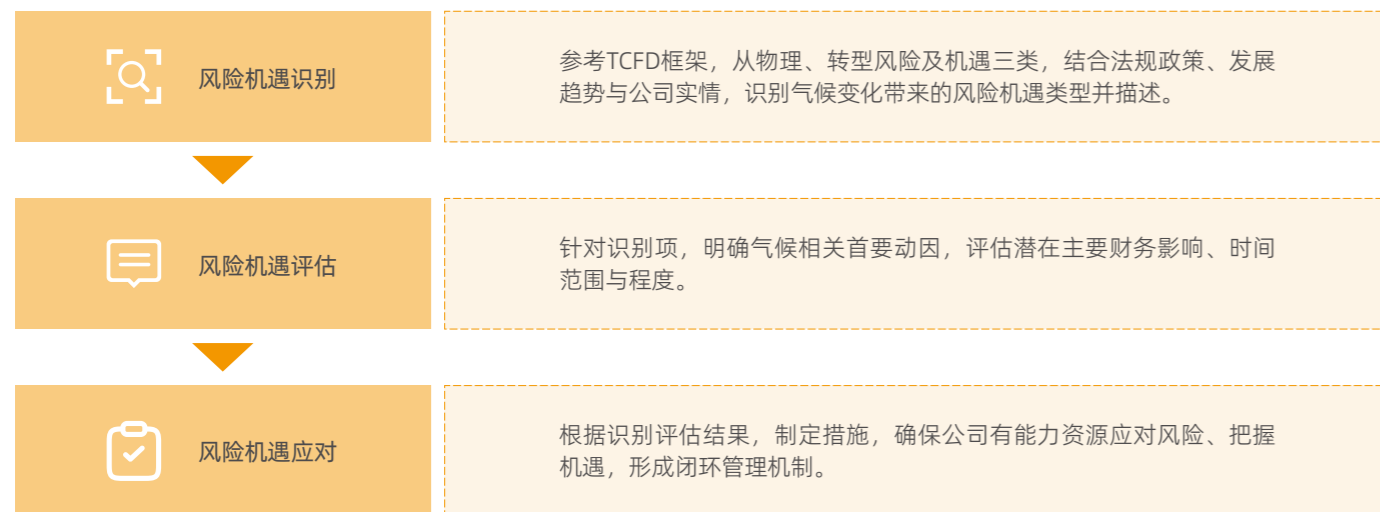 风险机遇识别
参考TCFD框架，从物理、转型风险及机遇三类，结合法规政策、发展
趋势与公司实情，识别气候变化带来的风险机遇类型并描述。
风险机遇评估
针对识别项，明确气候相关首要动因，评估潜在主要财务影响、时间
范围与程度。
风险机遇应对
根据识别评估结果，制定措施，确保公司有能力资源应对风险、把握
机遇，形成闭环管理机制。